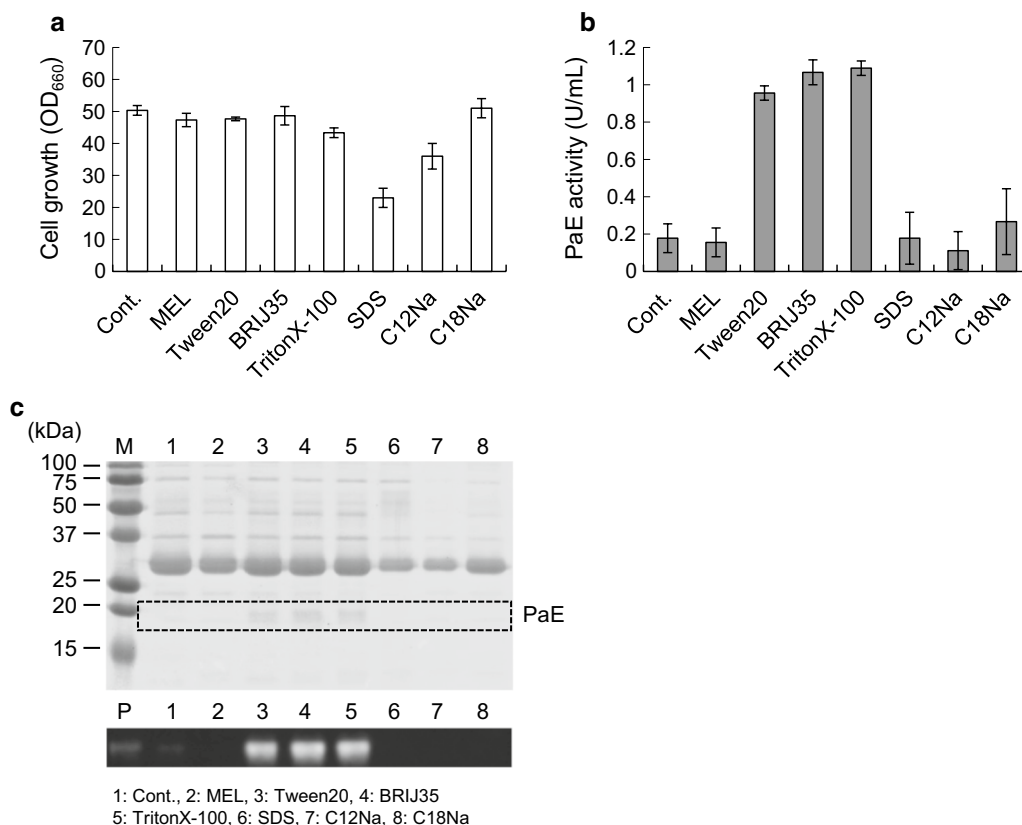 a
Cell growth (OD660)
70
60
50
40
30
20
10
0
Cont.
MEL
Tween20
BRIJ35
TritonX-100
SDS
C12Na
C18Na
b
PaE activity (U/mL)
1.2
1
0.8
0.6
0.4
0.2
0
Cont.
MEL
Tween20
BRIJ35
TritonX-100
SDS
C12Na
C18Na
c
(kDa)
M 1 2 3 4 5 6 7 8
100
75
50
37
25
20
15
PaE
P 1 2 3 4 5 6 7 8
1: Cont., 2: MEL, 3: Tween20, 4: BRIJ35
5: TritonX-100, 6: SDS, 7: C12Na, 8: C18Na